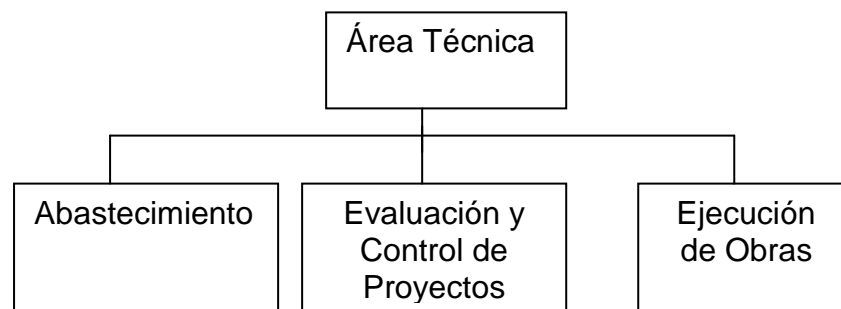 Área Técnica
Abastecimiento
Evaluación y
Control de
Proyectos
Ejecución
de Obras